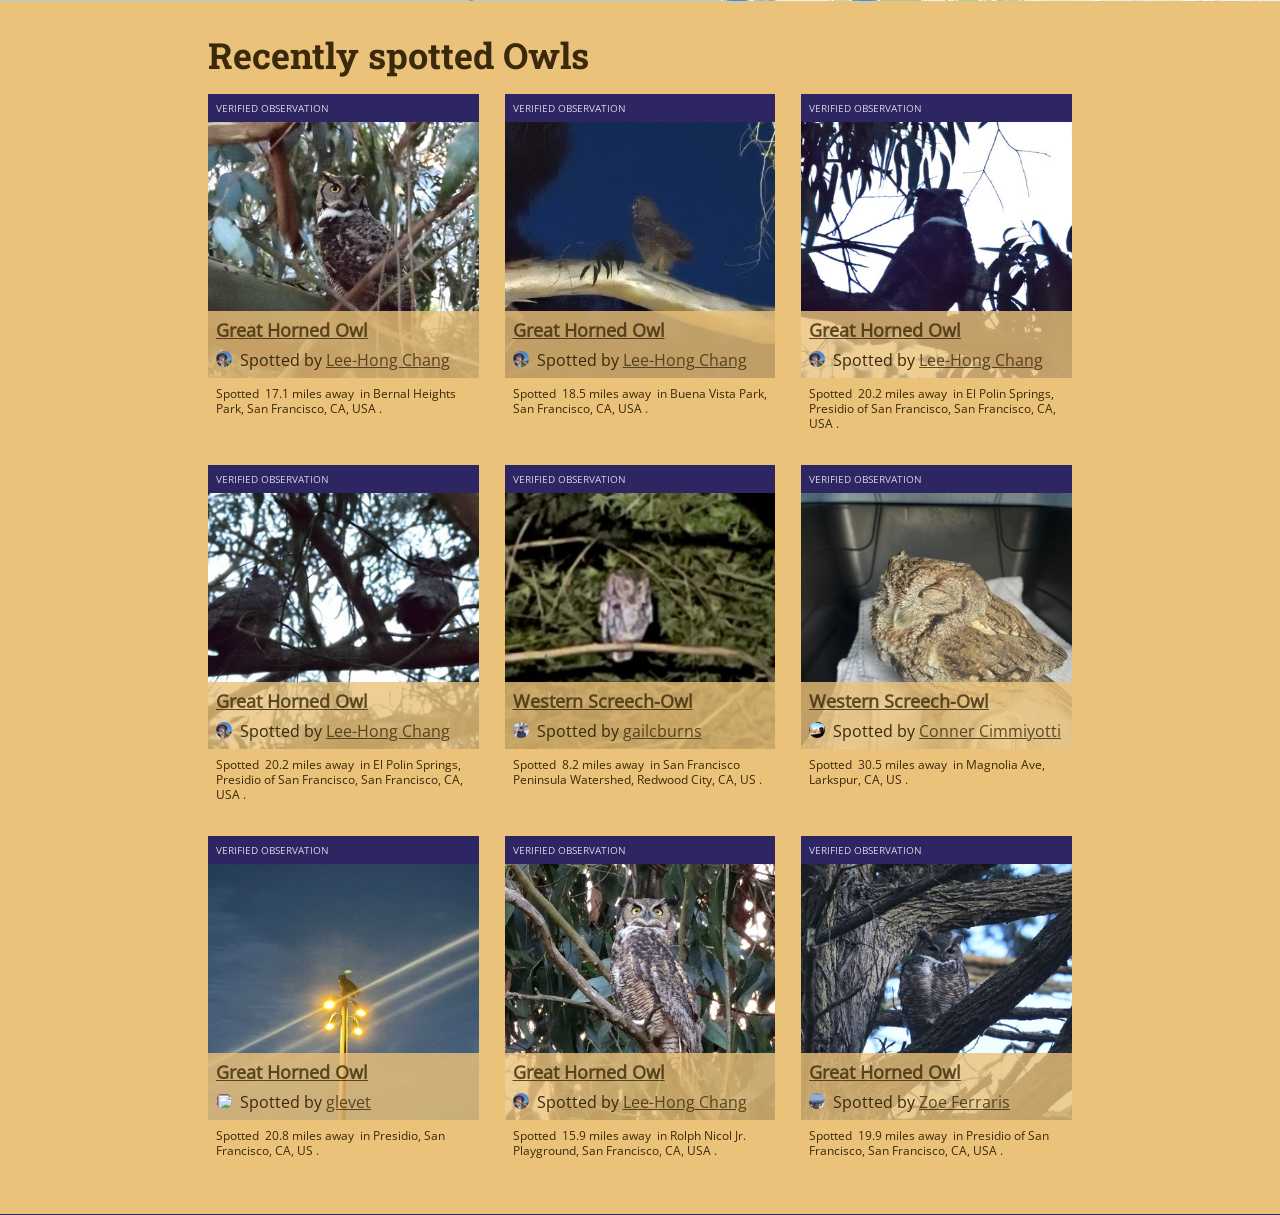 Recently spotted Owls
VERIFIED OBSERVATION
Great Horned Owl
Spotted by Lee-Hong Chang
Spotted 17.1 miles away in Bernal Heights
Park, San Francisco, CA, USA .
VERIFIED OBSERVATION
Great Horned Owl
Spotted by Lee-Hong Chang
Spotted 18.5 miles away in Buena Vista Park,
San Francisco, CA, USA .
VERIFIED OBSERVATION
Great Horned Owl
Spotted by Lee-Hong Chang
Spotted 20.2 miles away in El Polin Springs,
Presidio of San Francisco, San Francisco, CA,
USA .
VERIFIED OBSERVATION
Great Horned Owl
Spotted by Lee-Hong Chang
Spotted 20.2 miles away in El Polin Springs,
Presidio of San Francisco, San Francisco, CA,
USA .
VERIFIED OBSERVATION
Western Screech-Owl
Spotted by gailcburns
Spotted 8.2 miles away in San Francisco
Peninsula Watershed, Redwood City, CA, US .
VERIFIED OBSERVATION
Western Screech-Owl
Spotted by Conner Cimmiyotti
Spotted 30.5 miles away in Magnolia Ave,
Larkspur, CA, US .
VERIFIED OBSERVATION
Great Horned Owl
Spotted by glevet
Spotted 20.8 miles away in Presidio, San
Francisco, CA, US .
VERIFIED OBSERVATION
Great Horned Owl
Spotted by Lee-Hong Chang
Spotted 15.9 miles away in Rolph Nicol Jr.
Playground, San Francisco, CA, USA .
VERIFIED OBSERVATION
Great Horned Owl
Spotted by Zoe Ferraris
Spotted 19.9 miles away in Presidio of San
Francisco, San Francisco, CA, USA .